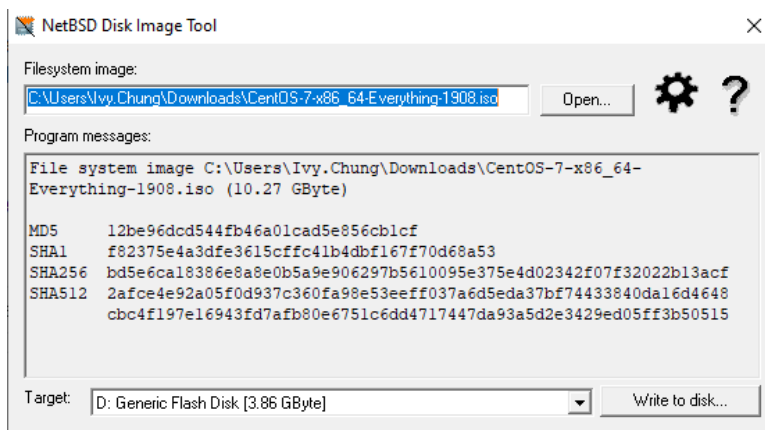 NetBSD Disk Image Tool
Filesystem image:
C:\Users\Ivy.Chung\Downloads\CentOS-7-x86_64-Everything-1908.iso
Open...
?
Program messages:
File system image C:\Users\Ivy.Chung\Downloads\CentOS-7-x86_64-
Everything-1908.iso (10.27 GByte)
MD5 12be96dcd544fb46a01cad5e856cb1cf
SHA1 f82375e4a3dfe3615cffc41b4dbf167f70d68a53
SHA256 bd5e6ca18386e8a8e0b5a9e906297b5610095e375e4d02342f07f32022b13acf
SHA512 2afce4e92a05f0d937c360fa98e53eeff037a6d5eda37bf74433840da16d4648
cbc4f197e16943fd7afb80e6751c6dd4717447da93a5d2e3429ed05ff3b50515
Target:
D: Generic Flash Disk [3.86 GByte]
Write to disk...